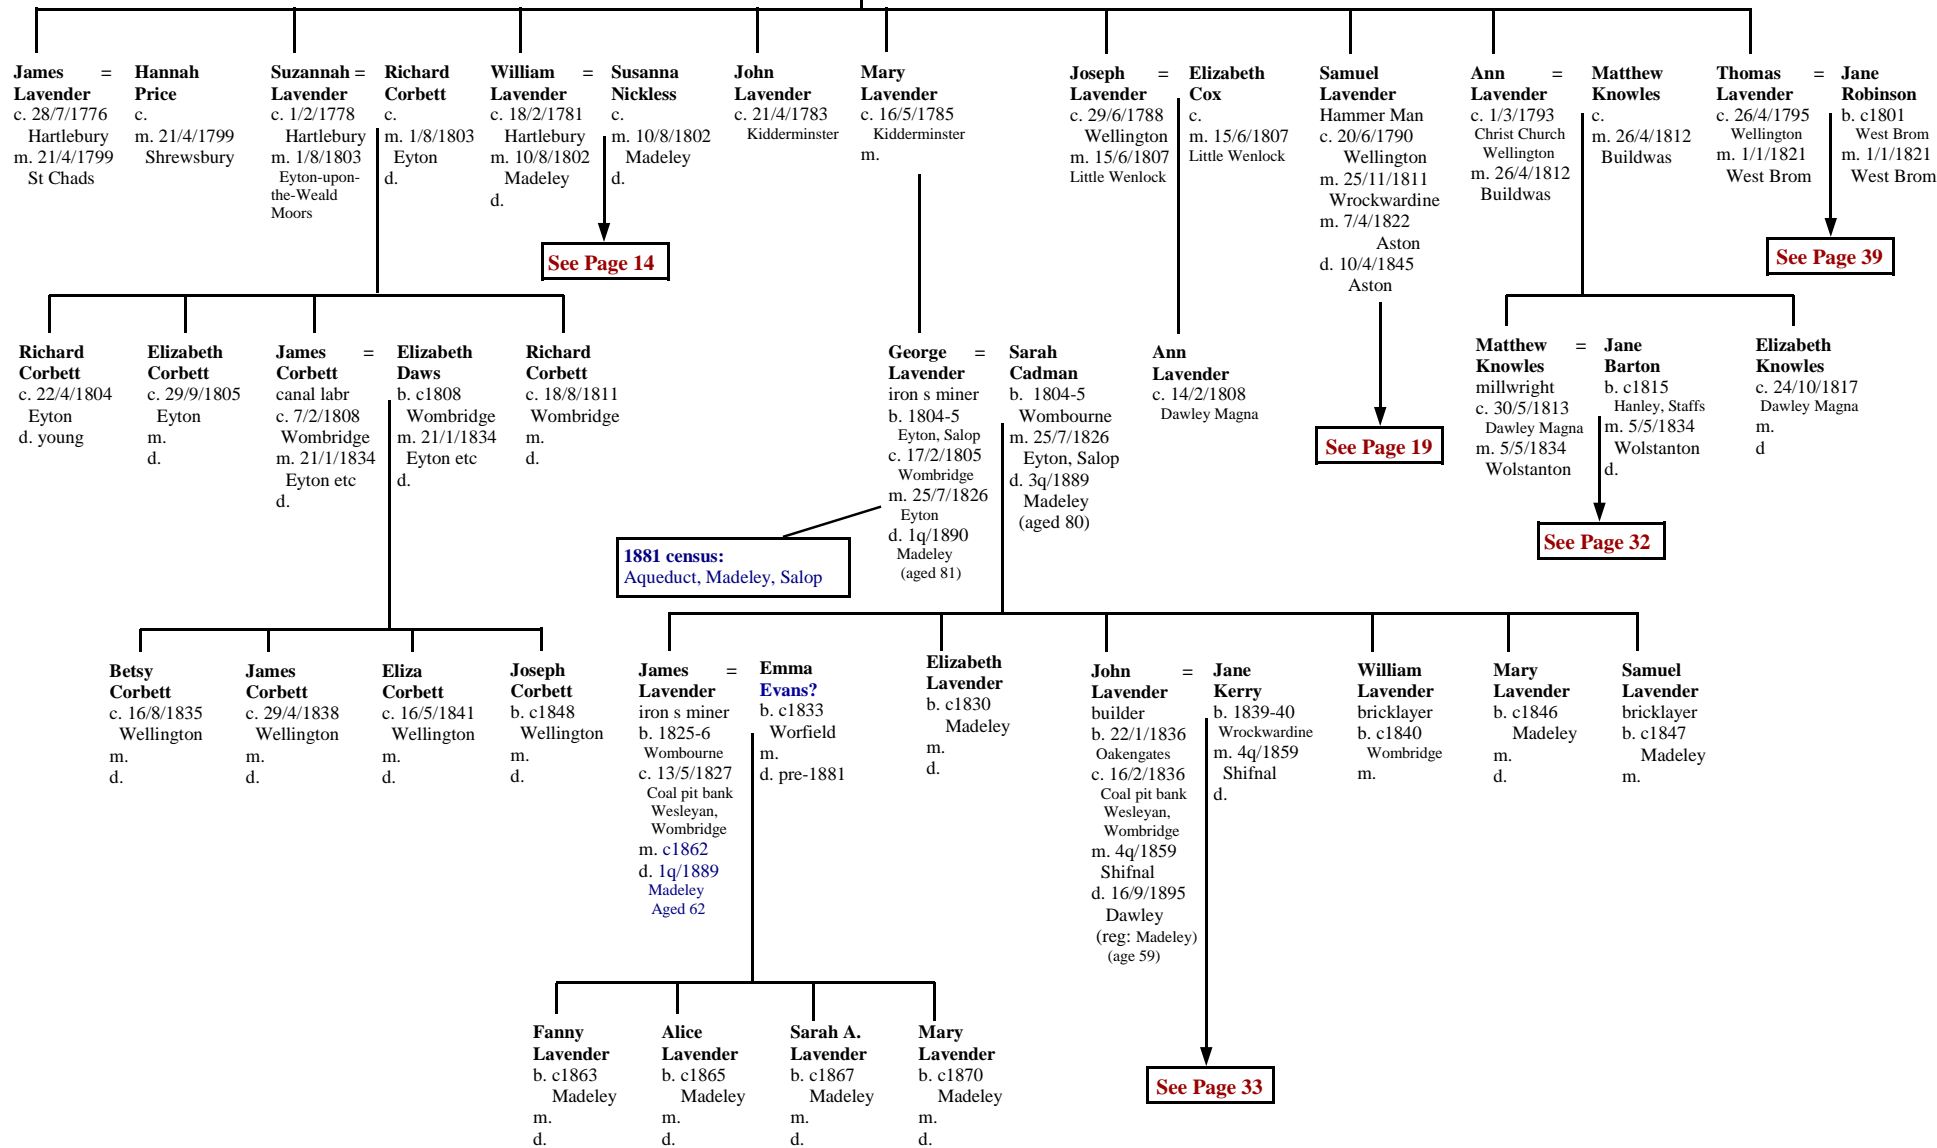 James =
Lavender
c. 28/7/1776
Hartlebury
m. 21/4/1799
St Chads
Hannah
Price
c.
m. 21/4/1799
Shrewsbury
Suzannah =
Lavender
c. 1/2/1778
Hartlebury
m. 1/8/1803
Eyton-upon-
the-Weald
Moors
Richard
Corbett
c.
m. 1/8/1803
Eyton
d.
William =
Lavender
c. 18/2/1781
Hartlebury
m. 10/8/1802
Madeley
d.
Susanna
Nickless
c.
m. 10/8/1802
Madeley
d.
See Page 14
John
Lavender
c. 21/4/1783
Kidderminster
Mary
Lavender
c. 16/5/1785
Kidderminster
m.
Joseph =
Lavender
c. 29/6/1788
Wellington
m. 15/6/1807
Little Wenlock
Elizabeth
Cox
c.
m. 15/6/1807
Little Wenlock
Samuel
Lavender
Hammer Man
c. 20/6/1790
Wellington
m. 25/11/1811
Wrockwardine
m. 7/4/1822
Aston
d. 10/4/1845
Aston
See Page 19
Ann =
Lavender
c. 1/3/1793
Christ Church
Wellington
m. 26/4/1812
Buildwas
Matthew
Knowles
c.
m. 26/4/1812
Buildwas
Thomas =
Lavender
c. 26/4/1795
Wellington
m. 1/1/1821
West Brom
Jane
Robinson
b. c1801
West Brom
m. 1/1/1821
West Brom
See Page 39
Richard
Corbett
c. 22/4/1804
Eyton
d. young
Elizabeth
Corbett
c. 29/9/1805
Eyton
m.
d.
James =
Corbett
canal labr
c. 7/2/1808
Wombridge
m. 21/1/1834
Eyton etc
d.
Elizabeth
Daws
b. c1808
Wombridge
m. 21/1/1834
Eyton etc
d.
Richard
Corbett
c. 18/8/1811
Wombridge
m.
d.
George =
Lavender
iron s miner
b. 1804-5
Eyton, Salop
c. 17/2/1805
Wombridge
m. 25/7/1826
Eyton
d. 1q/1890
Madeley
(aged 81)
Sarah
Cadman
b. 1804-5
Wombourne
m. 25/7/1826
Eyton, Salop
d. 3q/1889
Madeley
(aged 80)
1881 census:
Aqueduct, Madeley, Salop
Ann
Lavender
c. 14/2/1808
Dawley Magna
Matthew =
Knowles
millwright
c. 30/5/1813
Dawley Magna
m. 5/5/1834
Wolstanton
Jane
Barton
b. c1815
Hanley, Staffs
m. 5/5/1834
Wolstanton
d.
See Page 32
Elizabeth
Knowles
c. 24/10/1817
Dawley Magna
m.
d
Betsy
Corbett
c. 16/8/1835
Wellington
m.
d.
James
Corbett
c. 29/4/1838
Wellington
m.
d.
Eliza
Corbett
c. 16/5/1841
Wellington
m.
d.
Joseph
Corbett
b. c1848
Wellington
m.
d.
James =
Lavender
iron s miner
b. 1825-6
Wombourne
c. 13/5/1827
Coal pit bank
Wesleyan,
Wombridge
m. c1862
d. 1q/1889
Madeley
Aged 62
Emma
Evans?
b. c1833
Worfield
m.
d. pre-1881
Elizabeth
Lavender
b. c1830
Madeley
m.
d.
John =
Lavender
builder
b. 22/1/1836
Oakengates
c. 16/2/1836
Coal pit bank
Wesleyan,
Wombridge
m. 4q/1859
Shifnal
d. 16/9/1895
Dawley
(reg: Madeley)
(age 59)
Jane
Kerry
b. 1839-40
Wrockwardine
m. 4q/1859
Shifnal
d.
See Page 33
William
Lavender
bricklayer
b. c1840
Wombridge
m.
Mary
Lavender
b. c1846
Madeley
m.
d.
Samuel
Lavender
bricklayer
b. c1847
Madeley
m.
Fanny
Lavender
b. c1863
Madeley
m.
d.
Alice
Lavender
b. c1865
Madeley
m.
d.
Sarah A.
Lavender
b. c1867
Madeley
m.
d.
Mary
Lavender
b. c1870
Madeley
m.
d.